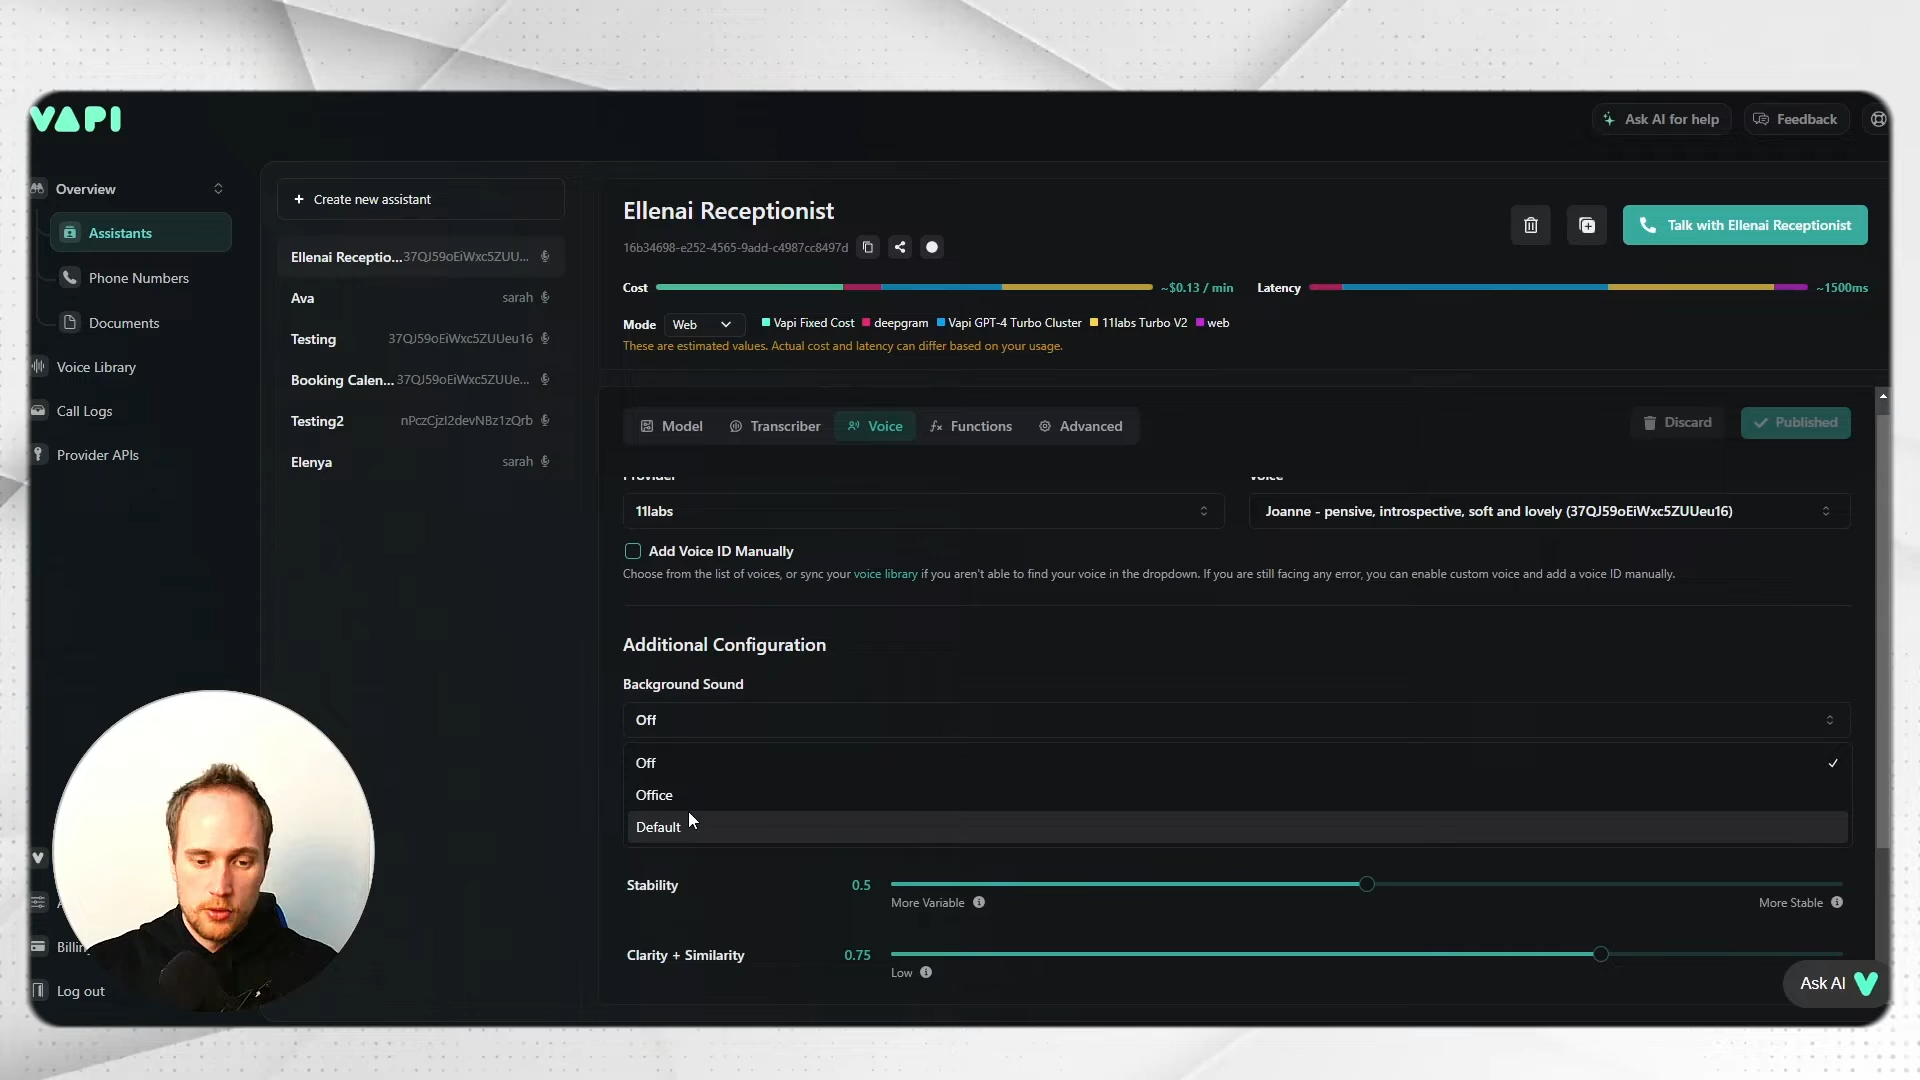 VAPI
Ask AI for help
Feedback
Overview
Assistants
Phone Numbers
Documents
Voice Library
Call Logs
Provider APIs
Log out
+ Create new assistant
Ellenai Receptio... 37QJ59oEiWxc5ZUU...
Ava sarah
Testing 37QJ59oEiWxc5ZUUeu16
Booking Calen... 37QJ59oEiWxc5ZUUe...
Testing2 nPczCjzI2devNBz1zQrb
Elenya sarah
Ellenai Receptionist
16b34698-e252-4565-9add-c4987cc8497d
Talk with Ellenai Receptionist
Cost ~$0.13 / min Latency ~1500ms
Mode Web Vapi Fixed Cost deepgram Vapi GPT-4 Turbo Cluster 11labs Turbo V2 web
These are estimated values. Actual cost and latency can differ based on your usage.
Model Transcriber Voice Functions Advanced
Discard Published
Provider Voice
11labs
Joanne - pensive, introspective, soft and lovely (37QJ59oEiWxc5ZUUeu16)
Add Voice ID Manually
Choose from the list of voices, or sync your voice library if you aren't able to find your voice in the dropdown. If you are still facing any error, you can enable custom voice and add a voice ID manually.
Additional Configuration
Background Sound
Off
Off
Office
Default
Stability 0.5
More Variable More Stable
Clarity + Similarity 0.75
Low
Ask AI